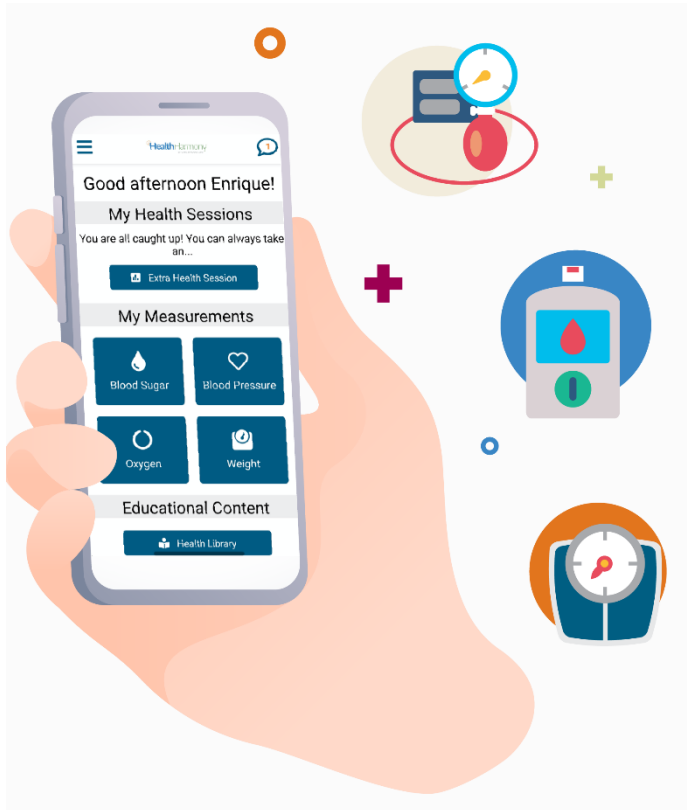 HealthHarmony
1
Good afternoon Enrique!
My Health Sessions
You are all caught up! You can always take
an...
Extra Health Session
My Measurements
Blood Sugar
Blood Pressure
Oxygen
Weight
Educational Content
Health Library